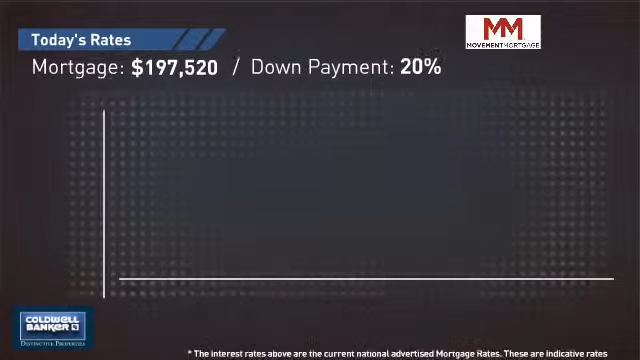 MM
MOVEMENT MORTGAGE
Today's Rates
Mortgage: $197,520 / Down Payment: 20%
COLDWELL
BANKER
DISTINCTIVE PROPERTIES
* The interest rates above are the current national advertised Mortgage Rates. These are Indicative rates